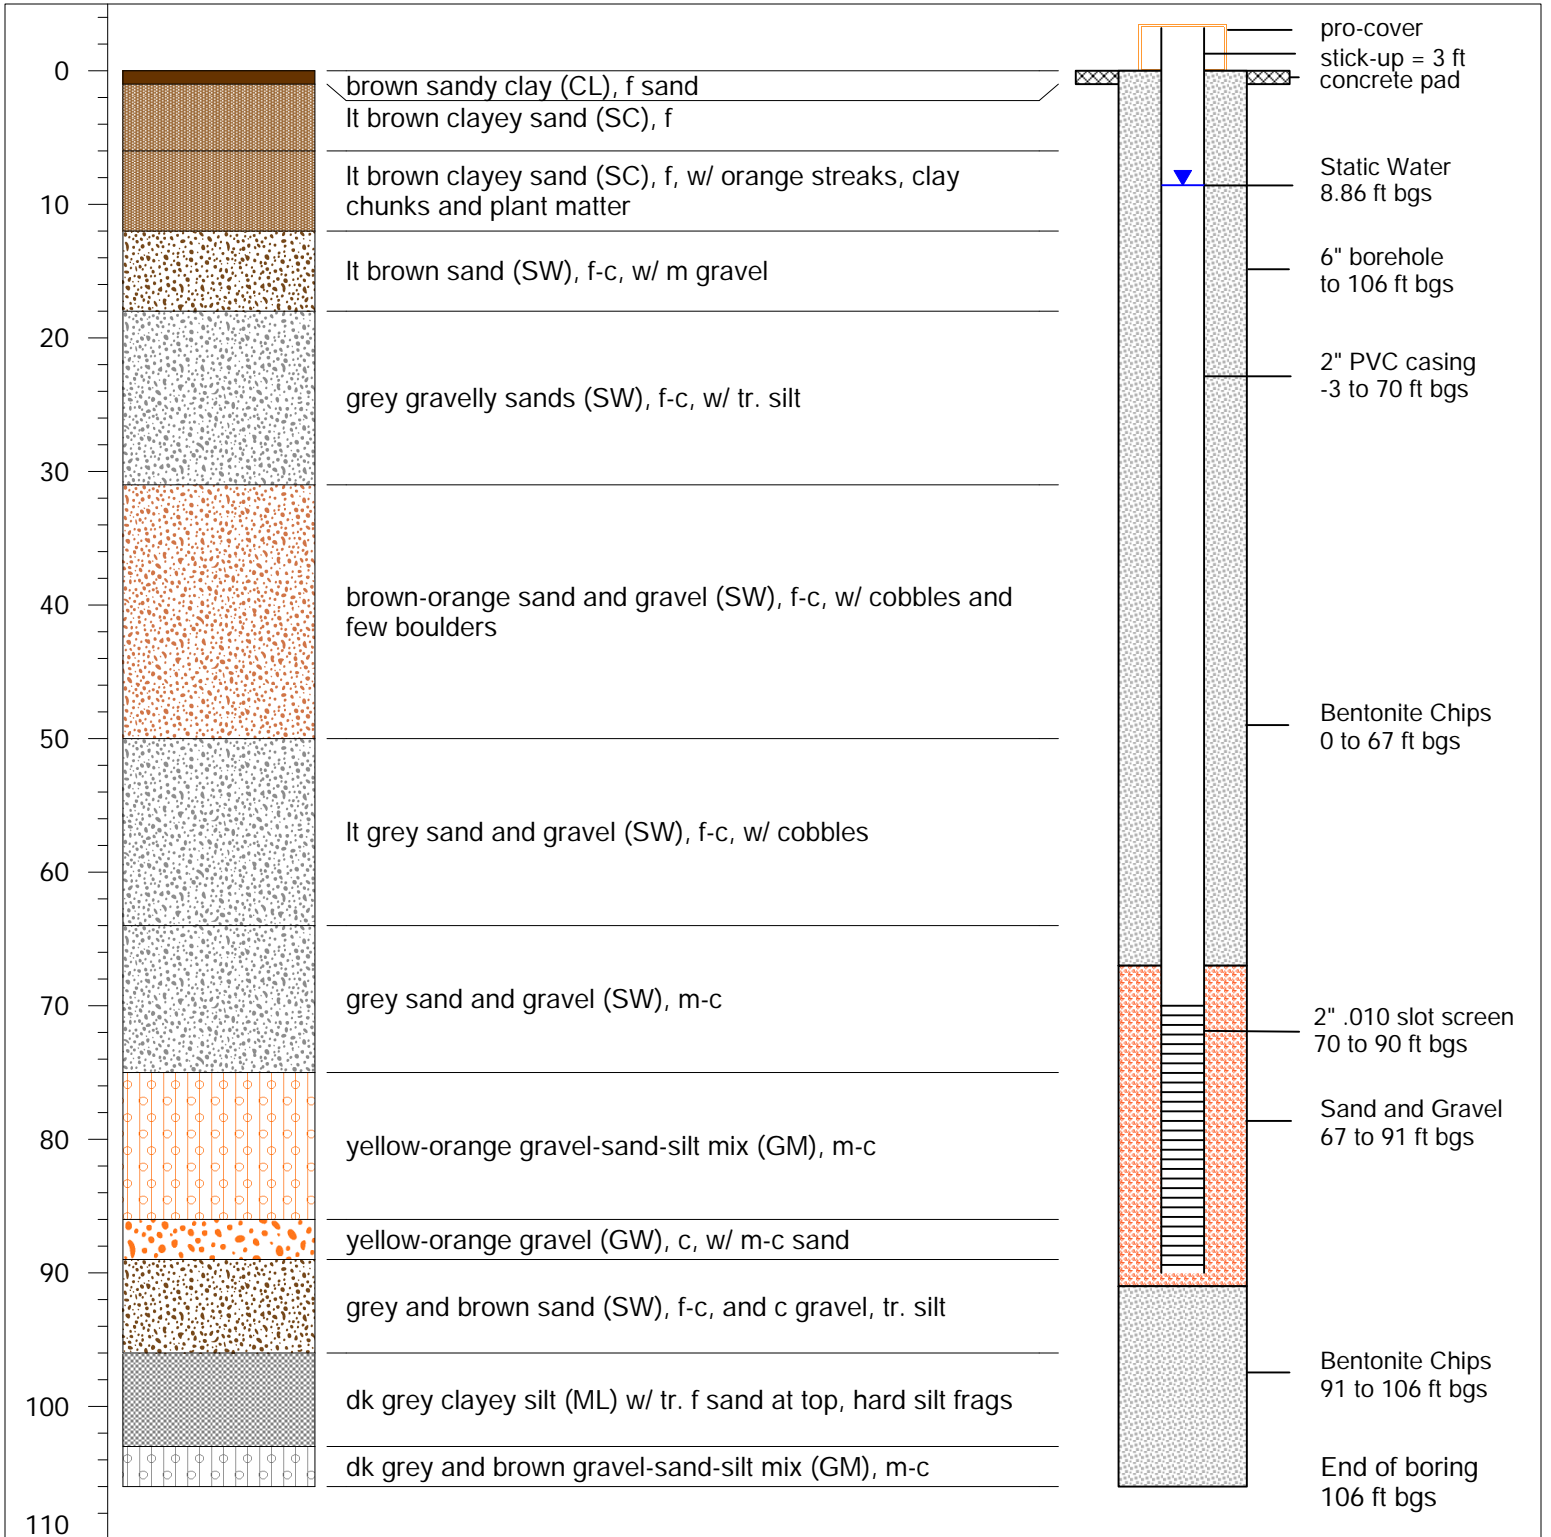 0
10
20
30
40
50
60
70
80
90
100
110
brown sandy clay (CL), f sand
lt brown clayey sand (SC), f
lt brown clayey sand (SC), f, w/ orange streaks, clay
chunks and plant matter
lt brown sand (SW), f-c, w/ m gravel
grey gravelly sands (SW), f-c, w/ tr. silt
brown-orange sand and gravel (SW), f-c, w/ cobbles and
few boulders
lt grey sand and gravel (SW), f-c, w/ cobbles
grey sand and gravel (SW), m-c
yellow-orange gravel-sand-silt mix (GM), m-c
yellow-orange gravel (GW), c, w/ m-c sand
grey and brown sand (SW), f-c, and c gravel, tr. silt
dk grey clayey silt (ML) w/ tr. f sand at top, hard silt frags
dk grey and brown gravel-sand-silt mix (GM), m-c
pro-cover
stick-up = 3 ft
concrete pad
Static Water
8.86 ft bgs
6" borehole
to 106 ft bgs
2" PVC casing
-3 to 70 ft bgs
Bentonite Chips
0 to 67 ft bgs
2" .010 slot screen
70 to 90 ft bgs
Sand and Gravel
67 to 91 ft bgs
Bentonite Chips
91 to 106 ft bgs
End of boring
106 ft bgs